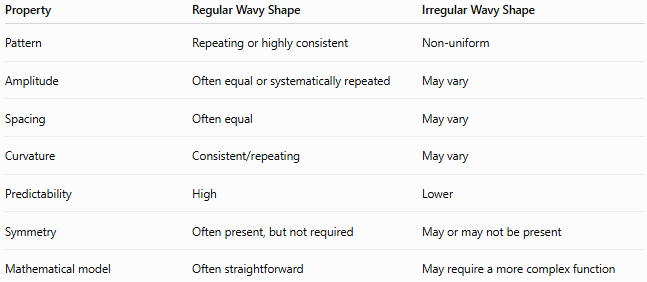 Property Regular Wavy Shape Irregular Wavy Shape
Pattern Repeating or highly consistent Non-uniform
Amplitude Often equal or systematically repeated May vary
Spacing Often equal May vary
Curvature Consistent/repeating May vary
Predictability High Lower
Symmetry Often present, but not required May or may not be present
Mathematical model Often straightforward May require a more complex function